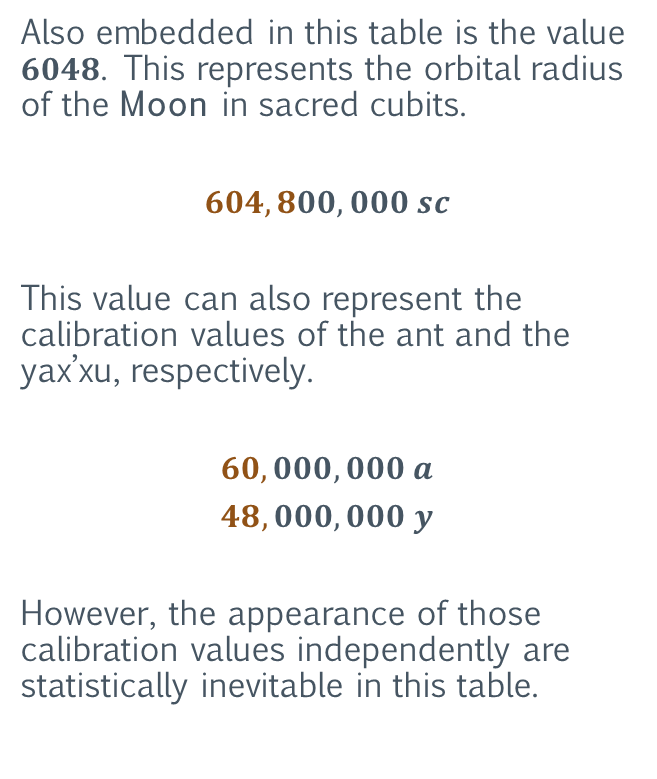 Also embedded in this table is the value
6048. This represents the orbital radius
of the Moon in sacred cubits.
604,800,000 sc
This value can also represent the
calibration values of the ant and the
yax’xu, respectively.
60,000,000 a
48,000,000 y
However, the appearance of those
calibration values independently are
statistically inevitable in this table.